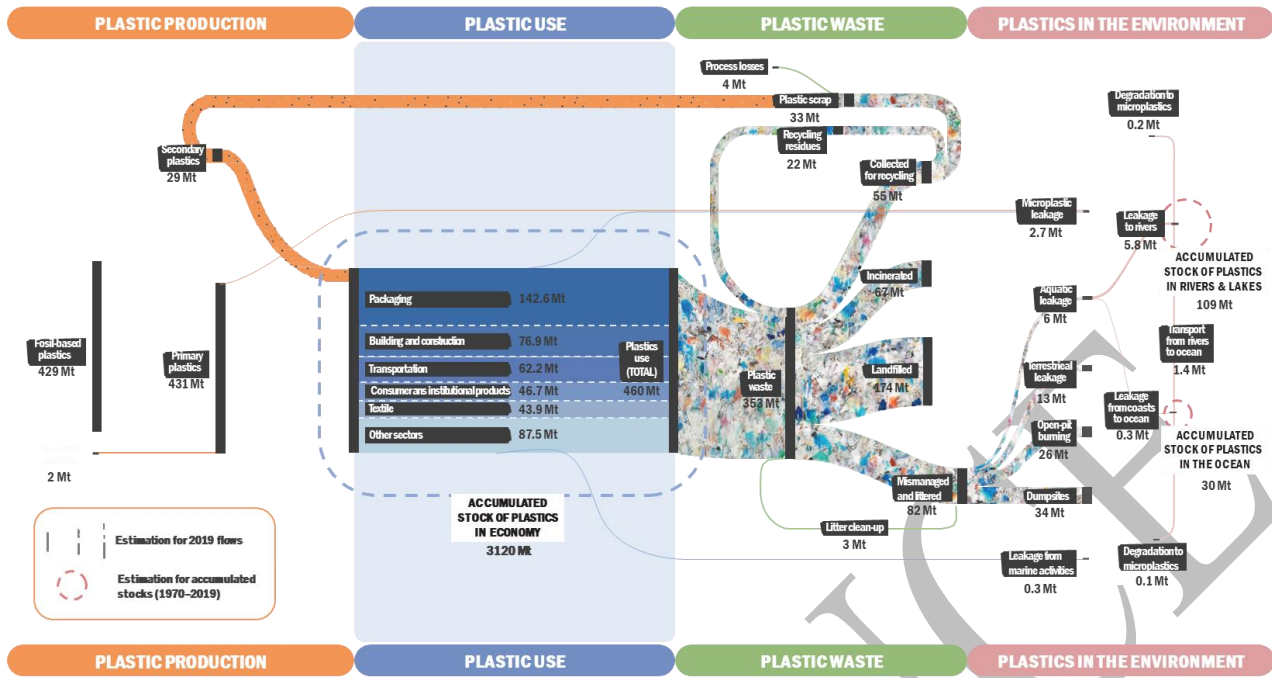 PLASTIC PRODUCTION
PLASTIC USE
PLASTIC WASTE
PLASTICS IN THE ENVIRONMENT
Process losses
4 Mt
Plastic scrap
33 Mt
Recycling
residues
22 Mt
Collected
for recycling
55 Mt
Degradation to
microplastics
0.2 Mt
Secondary
plastics
29 Mt
Microplastic
leakage
2.7 Mt
Leakage
to rivers
5.8 Mt
ACCUMULATED
STOCK OF PLASTICS
IN RIVERS & LAKES
109 Mt
Incinerated
67 Mt
Aquatic
leakage
6 Mt
Packaging
142.6 Mt
Building and construction
76.9 Mt
Transportation
62.2 Mt
Consumer ans institutional products
46.7 Mt
Textile
43.9 Mt
Other sectors
87.5 Mt
Plastics
use
(TOTAL)
460 Mt
Fosil-based
plastics
429 Mt
Primary
plastics
431 Mt
2 Mt
Plastic
waste
353 Mt
Landfilled
174 Mt
Transport
from rivers
to ocean
1.4 Mt
Terrestrieal
leakage
13 Mt
Leakage
from coasts
to ocean
0.3 Mt
Open-pit
burning
26 Mt
ACCUMULATED
STOCK OF PLASTICS
IN THE OCEAN
30 Mt
Mismanaged
and littered
82 Mt
Dumpsites
34 Mt
ACCUMULATED
STOCK OF PLASTICS
IN ECONOMY
3120 Mt
Litter clean-up
3 Mt
Leakage from
marine activities
0.3 Mt
Degradation to
microplastics
0.1 Mt
Estimation for 2019 flows
Estimation for accumulated
stocks (1970–2019)
PLASTIC PRODUCTION
PLASTIC USE
PLASTIC WASTE
PLASTICS IN THE ENVIRONMENT